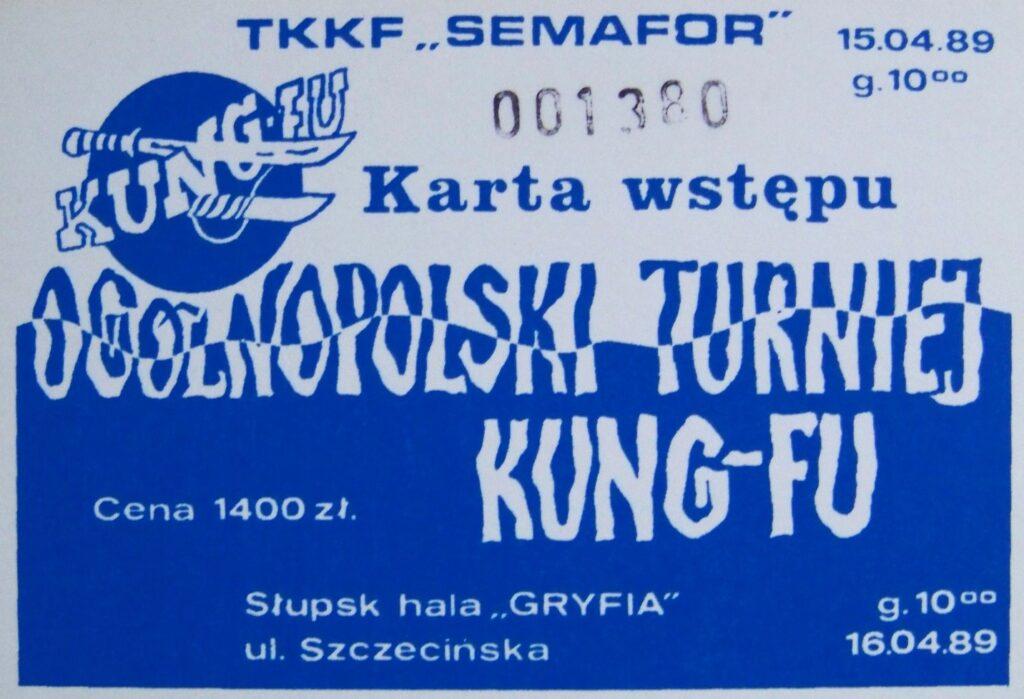 TKKF „SEMAFOR”
15.04.89
g. 10⁰⁰
001380
KUNG-FU
Karta wstępu
OGÓLNOPOLSKI TURNIEJ
KUNG-FU
Cena 1400 zł.
Słupsk hala „GRYFIA”
ul. Szczecińska
g. 10⁰⁰
16.04.89